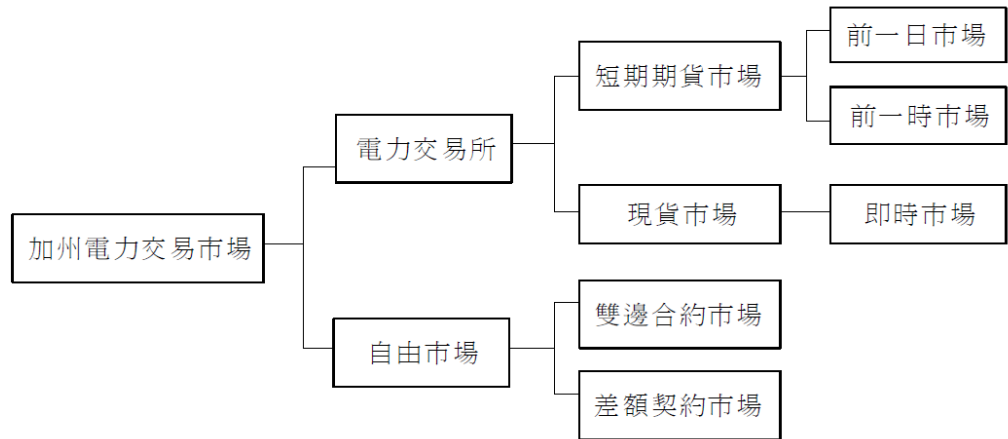 前一日市場
短期期貨市場
前一時市場
電力交易所
現貨市場
即時市場
加州電力交易市場
雙邊合約市場
自由市場
差額契約市場